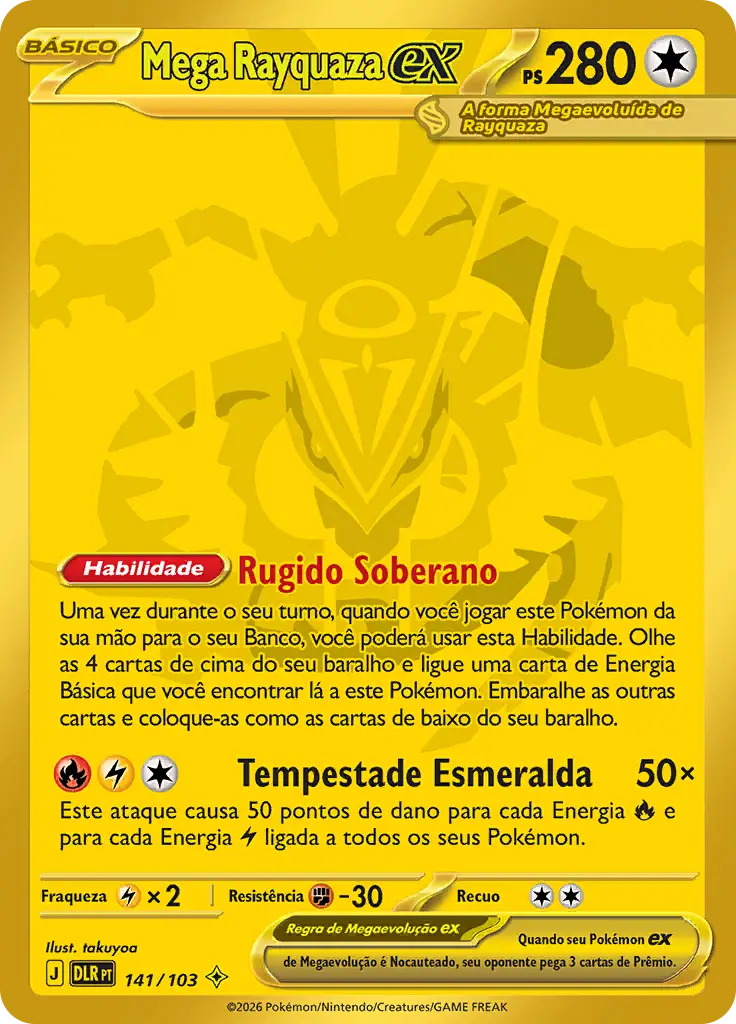 BÁSICO
Mega Rayquaza ex
PS 280
A forma Megaevoluída de
Rayquaza
Habilidade Rugido Soberano
Uma vez durante o seu turno, quando você jogar este Pokémon da
sua mão para o seu Banco, você poderá usar esta Habilidade. Olhe
as 4 cartas de cima do seu baralho e ligue uma carta de Energia
Básica que você encontrar lá a este Pokémon. Embaralhe as outras
cartas e coloque-as como as cartas de baixo do seu baralho.
Tempestade Esmeralda 50×
Este ataque causa 50 pontos de dano para cada Energia e
para cada Energia ligada a todos os seus Pokémon.
Fraqueza ×2 Resistência -30 Recuo
Regra de Megaevolução ex
Quando seu Pokémon ex
de Megaevolução é Nocauteado, seu oponente pega 3 cartas de Prêmio.
Ilust. takuyoa
J DLR PT 141/103
©2026 Pokémon/Nintendo/Creatures/GAME FREAK